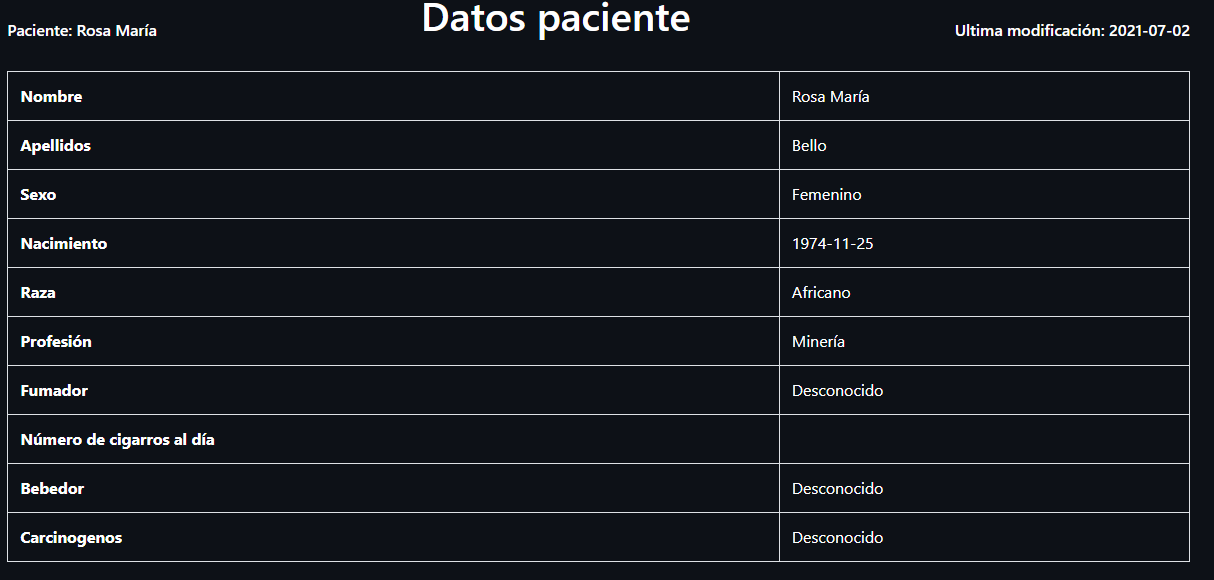 Datos paciente
Paciente: Rosa María
Ultima modificación: 2021-07-02
Nombre Rosa María
Apellidos Bello
Sexo Femenino
Nacimiento 1974-11-25
Raza Africano
Profesión Minería
Fumador Desconocido
Número de cigarros al día
Bebedor Desconocido
Carcinogenos Desconocido